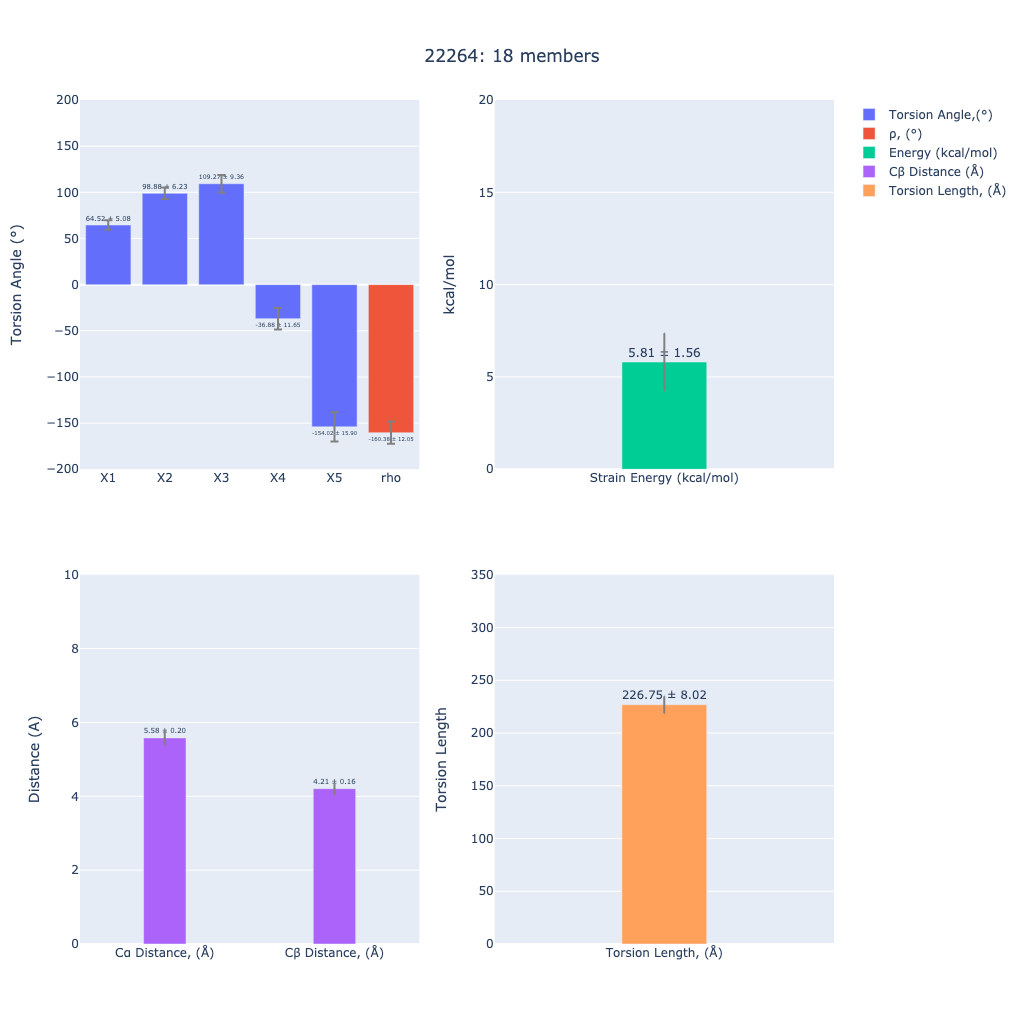 22264: 18 members
Torsion Angle (°)
200
150
100
50
0
−50
−100
−150
−200
64.52 ± 5.08
98.88 ± 6.23
109.27 ± 9.36
-36.88 ± 11.65
-154.02 ± 15.90
-160.38 ± 12.05
X1 X2 X3 X4 X5 rho
kcal/mol
20
15
10
5
0
5.81 ± 1.56
Strain Energy (kcal/mol)
Torsion Angle,(°)
ρ, (°)
Energy (kcal/mol)
Cβ Distance (Å)
Torsion Length, (Å)
Distance (A)
10
8
6
4
2
0
5.58 ± 0.20
4.21 ± 0.16
Cα Distance, (Å) Cβ Distance, (Å)
Torsion Length
350
300
250
200
150
100
50
0
226.75 ± 8.02
Torsion Length, (Å)